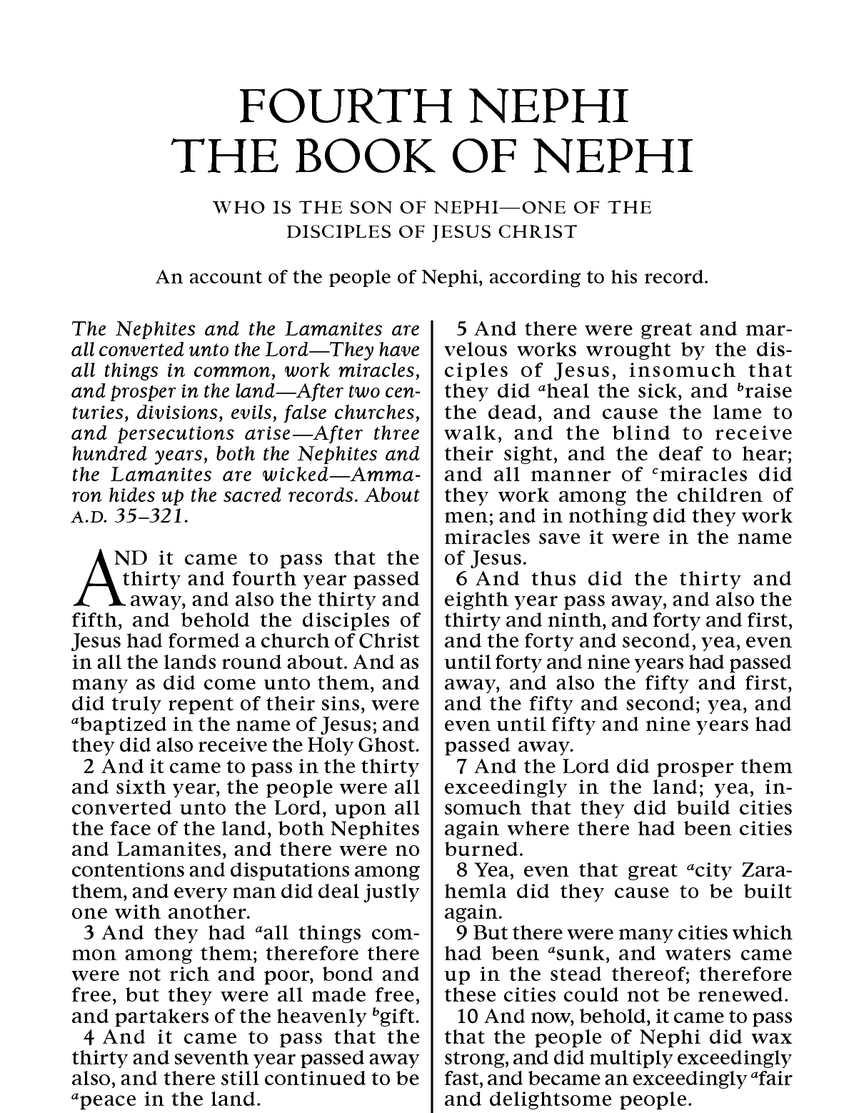 FOURTH NEPHI
THE BOOK OF NEPHI
WHO IS THE SON OF NEPHI—ONE OF THE
DISCIPLES OF JESUS CHRIST
An account of the people of Nephi, according to his record.
The Nephites and the Lamanites are
all converted unto the Lord—They have
all things in common, work miracles,
and prosper in the land—After two cen-
turies, divisions, evils, false churches,
and persecutions arise—After three
hundred years, both the Nephites and
the Lamanites are wicked—Amma-
ron hides up the sacred records. About
A.D. 35–321.
AND it came to pass that the
thirty and fourth year passed
away, and also the thirty and
fifth, and behold the disciples of
Jesus had formed a church of Christ
in all the lands round about. And as
many as did come unto them, and
did truly repent of their sins, were
abaptized in the name of Jesus; and
they did also receive the Holy Ghost.
2 And it came to pass in the thirty
and sixth year, the people were all
converted unto the Lord, upon all
the face of the land, both Nephites
and Lamanites, and there were no
contentions and disputations among
them, and every man did deal justly
one with another.
3 And they had aall things com-
mon among them; therefore there
were not rich and poor, bond and
free, but they were all made free,
and partakers of the heavenly bgift.
4 And it came to pass that the
thirty and seventh year passed away
also, and there still continued to be
apeace in the land.
5 And there were great and mar-
velous works wrought by the dis-
ciples of Jesus, insomuch that
they did aheal the sick, and braise
the dead, and cause the lame to
walk, and the blind to receive
their sight, and the deaf to hear;
and all manner of cmiracles did
they work among the children of
men; and in nothing did they work
miracles save it were in the name
of Jesus.
6 And thus did the thirty and
eighth year pass away, and also the
thirty and ninth, and forty and first,
and the forty and second, yea, even
until forty and nine years had passed
away, and also the fifty and first,
and the fifty and second; yea, and
even until fifty and nine years had
passed away.
7 And the Lord did prosper them
exceedingly in the land; yea, in-
somuch that they did build cities
again where there had been cities
burned.
8 Yea, even that great acity Zara-
hemla did they cause to be built
again.
9 But there were many cities which
had been asunk, and waters came
up in the stead thereof; therefore
these cities could not be renewed.
10 And now, behold, it came to pass
that the people of Nephi did wax
strong, and did multiply exceedingly
fast, and became an exceedingly afair
and delightsome people.